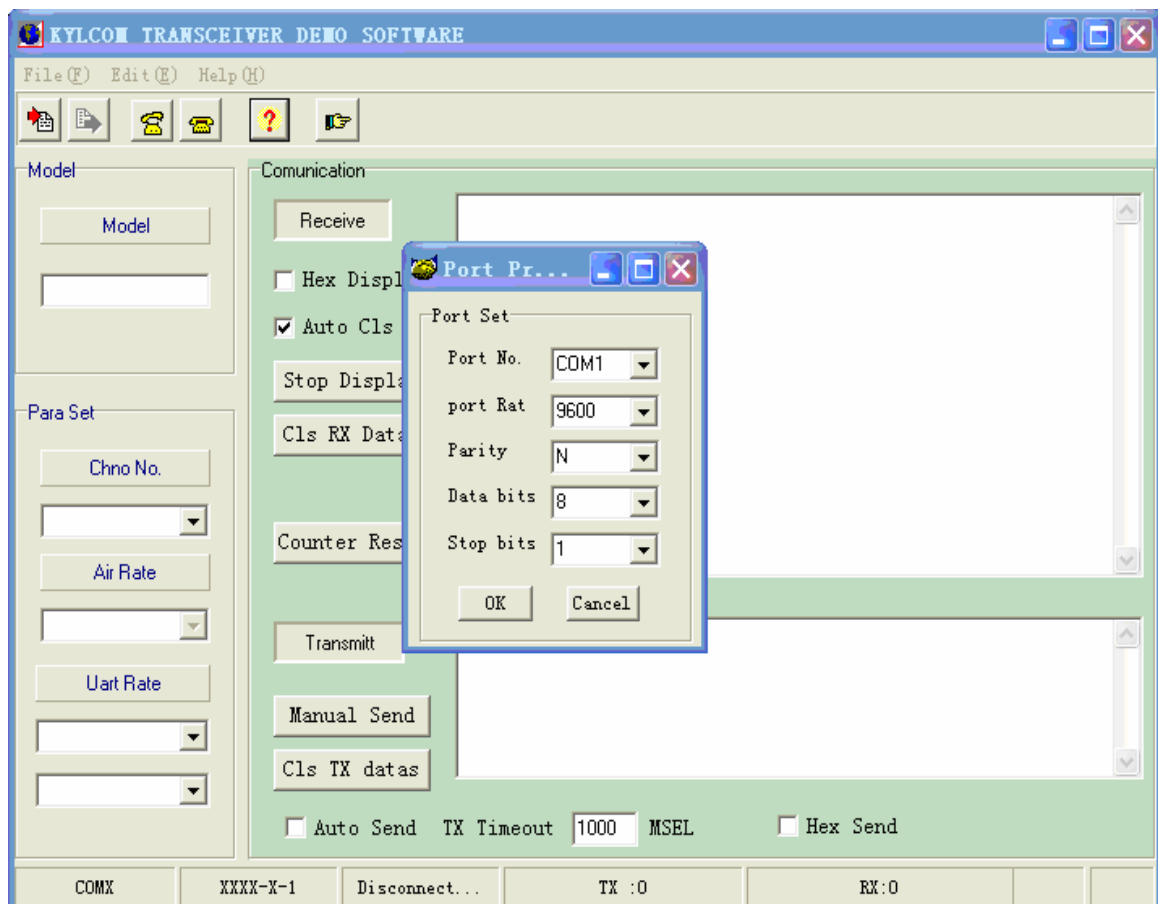 KYLCOM TRANSCEIVER DEMO SOFTWARE
File(F) Edit(E) Help(H)
Model
Model
Para Set
Chno No.
Air Rate
Uart Rate
Comunication
Receive
Hex Displ
Auto Cls
Stop Displa
Cls RX Data
Counter Res
Transmitt
Manual Send
Cls TX datas
Auto Send TX Timeout 1000 MSEL Hex Send
Port Pr...
Port Set
Port No. COM1
port Rat 9600
Parity N
Data bits 8
Stop bits 1
OK Cancel
COMX XXXX-X-1 Disconnect... TX :0 RX:0